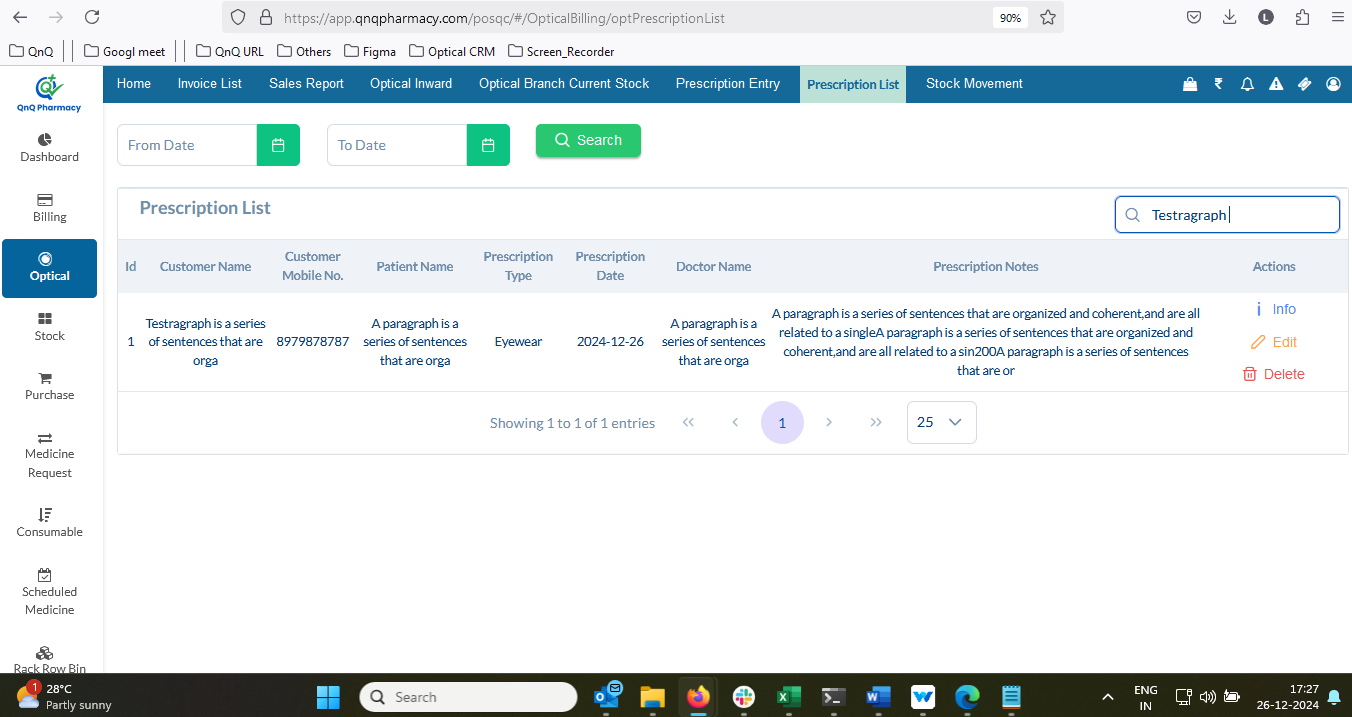 https://app.qnqpharmacy.com/posqc/#/OpticalBilling/optPrescriptionList
90%
L
QnQ
Googl meet
QnQ URL
Others
Figma
Optical CRM
Screen_Recorder
QnQ Pharmacy
Home
Invoice List
Sales Report
Optical Inward
Optical Branch Current Stock
Prescription Entry
Prescription List
Stock Movement
Dashboard
Billing
Optical
Stock
Purchase
Medicine
Request
Consumable
Scheduled
Medicine
Rack Row Bin
From Date
To Date
Search
Prescription List
Testragraph
Id
Customer Name
Customer
Mobile No.
Patient Name
Prescription
Type
Prescription
Date
Doctor Name
Prescription Notes
Actions
1
Testragraph is a series
of sentences that are
orga
8979878787
A paragraph is a
series of sentences
that are orga
Eyewear
2024-12-26
A paragraph is a
series of sentences
that are orga
A paragraph is a series of sentences that are organized and coherent,and are all
related to a singleA paragraph is a series of sentences that are organized and
coherent,and are all related to a sin200A paragraph is a series of sentences
that are or
Info
Edit
Delete
Showing 1 to 1 of 1 entries
1
25
1
28°C
Partly sunny
Search
ENG
IN
17:27
26-12-2024